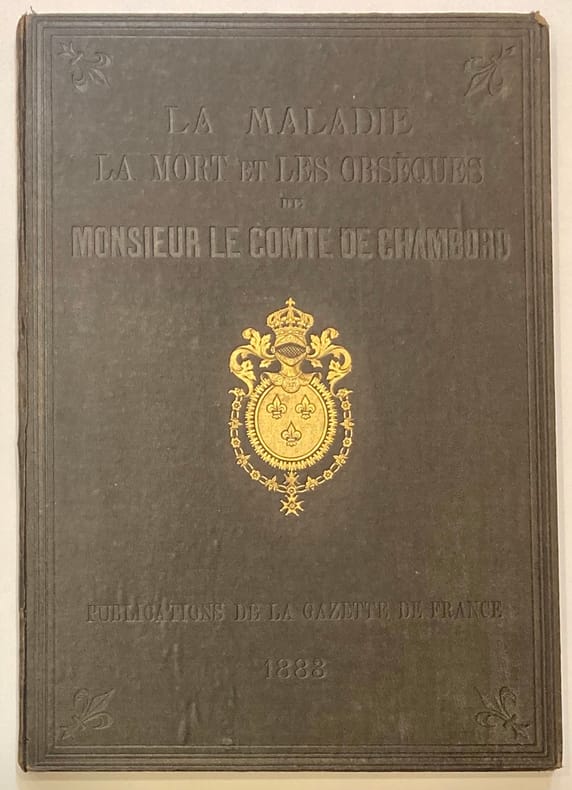 LA MALADIE
LA MORT ET LES OBSÈQUES
DE
MONSIEUR LE COMTE DE CHAMBORD
PUBLICATIONS DE LA GAZETTE DE FRANCE
1883